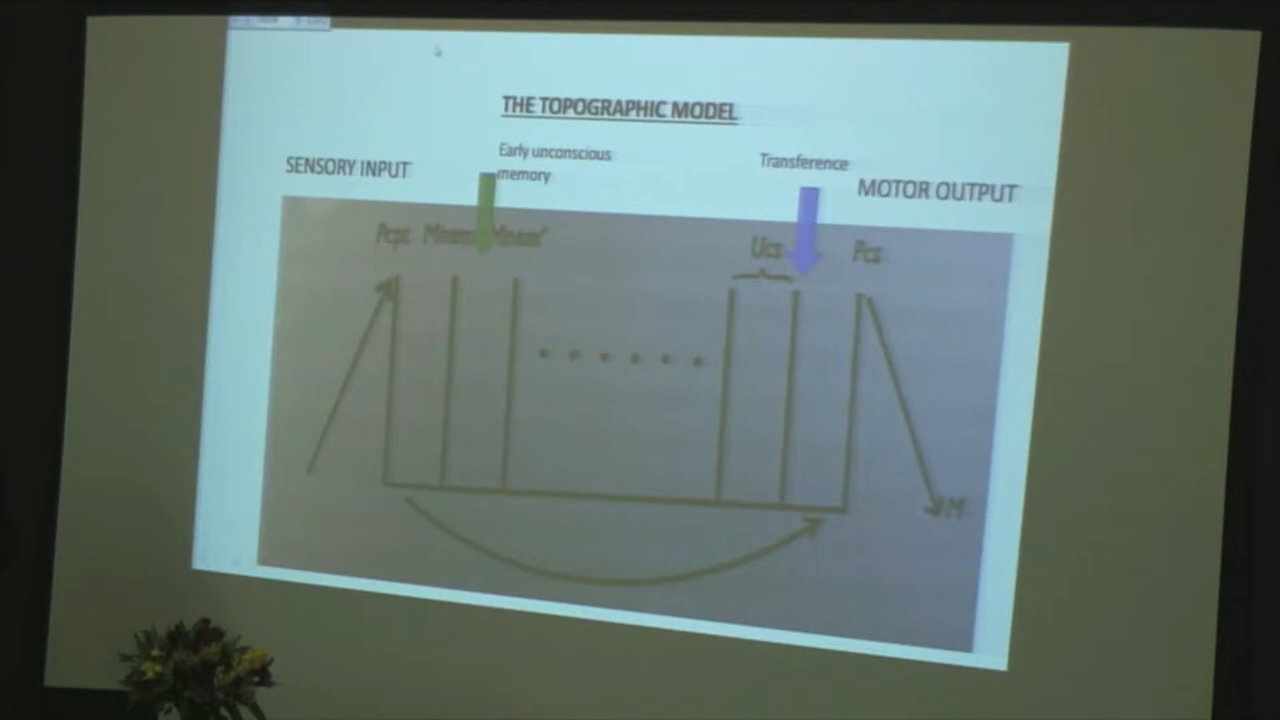 THE TOPOGRAPHIC MODEL
Early unconscious
memory
Transference
SENSORY INPUT
MOTOR OUTPUT
Pcpt Mnem Mnem'
Ucs
Pcs
M